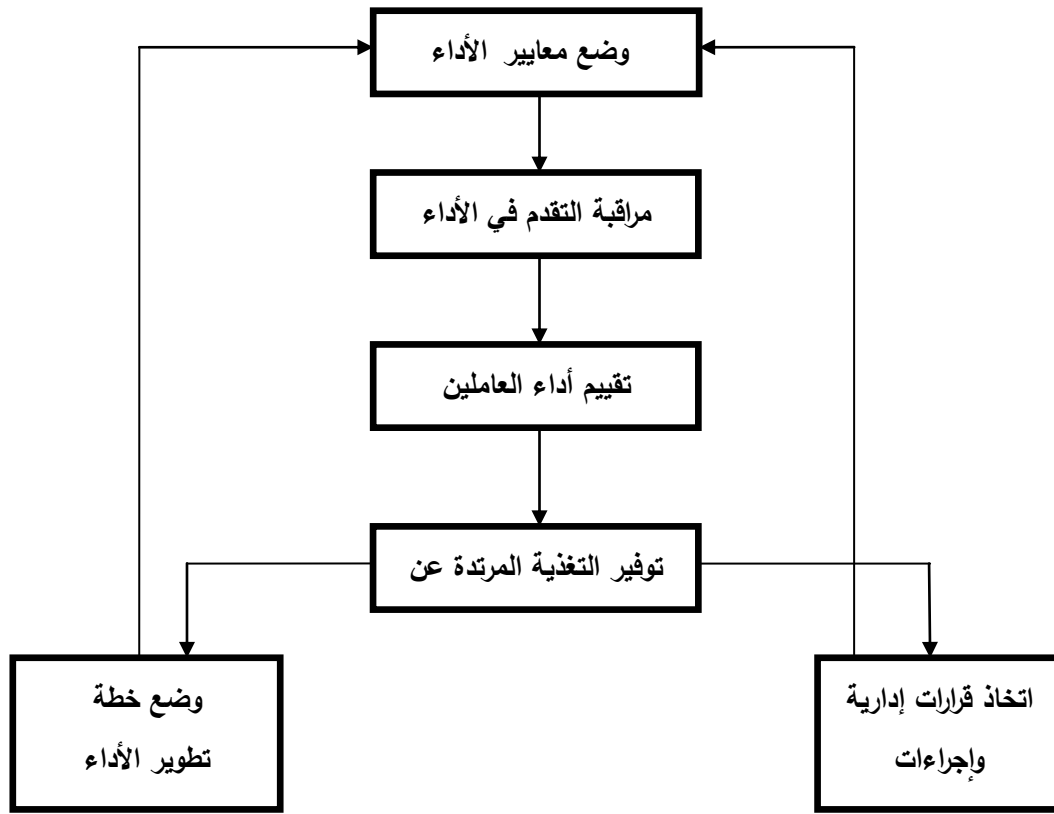 وضع معايير الأداء
مراقبة التقدم في الأداء
تقييم أداء العاملين
توفير التغذية المرتدة عن
اتخاذ قرارات إدارية
وإجراءات
وضع خطة
تطوير الأداء